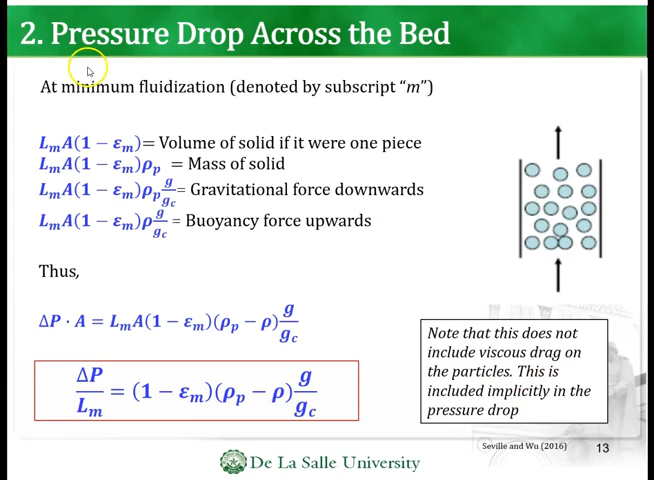 2. Pressure Drop Across the Bed
At minimum fluidization (denoted by subscript "m")
LₘA(1 − εₘ)= Volume of solid if it were one piece
LₘA(1 − εₘ)ρₚ = Mass of solid
LₘA(1 − εₘ)ρₚ g/g_c = Gravitational force downwards
LₘA(1 − εₘ)ρ g/g_c = Buoyancy force upwards
Thus,
ΔP · A = LₘA(1 − εₘ)(ρₚ − ρ) g/g_c
ΔP/Lₘ = (1 − εₘ)(ρₚ − ρ) g/g_c
Note that this does not
include viscous drag on
the particles. This is
included implicitly in the
pressure drop
Seville and Wu (2016)
13
De La Salle University